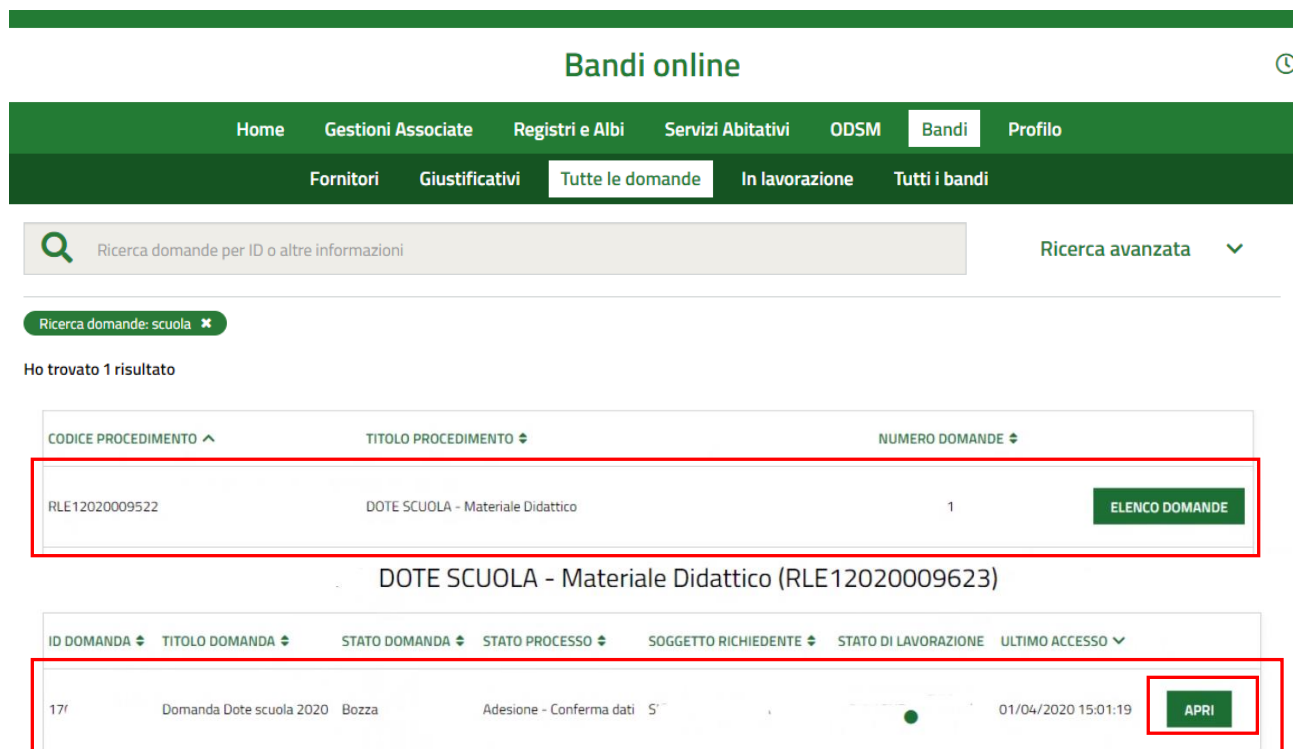 Bandi online
Home Gestioni Associate Registri e Albi Servizi Abitativi ODSM Bandi Profilo
Fornitori Giustificativi Tutte le domande In lavorazione Tutti i bandi
Ricerca domande per ID o altre informazioni Ricerca avanzata
Ricerca domande: scuola ✖
Ho trovato 1 risultato
CODICE PROCEDIMENTO TITOLO PROCEDIMENTO NUMERO DOMANDE
RLE12020009522 DOTE SCUOLA - Materiale Didattico 1 ELENCO DOMANDE
DOTE SCUOLA - Materiale Didattico (RLE12020009623)
ID DOMANDA TITOLO DOMANDA STATO DOMANDA STATO PROCESSO SOGGETTO RICHIEDENTE STATO DI LAVORAZIONE ULTIMO ACCESSO
Domanda Dote scuola 2020 Bozza Adesione - Conferma dati 01/04/2020 15:01:19 APRI